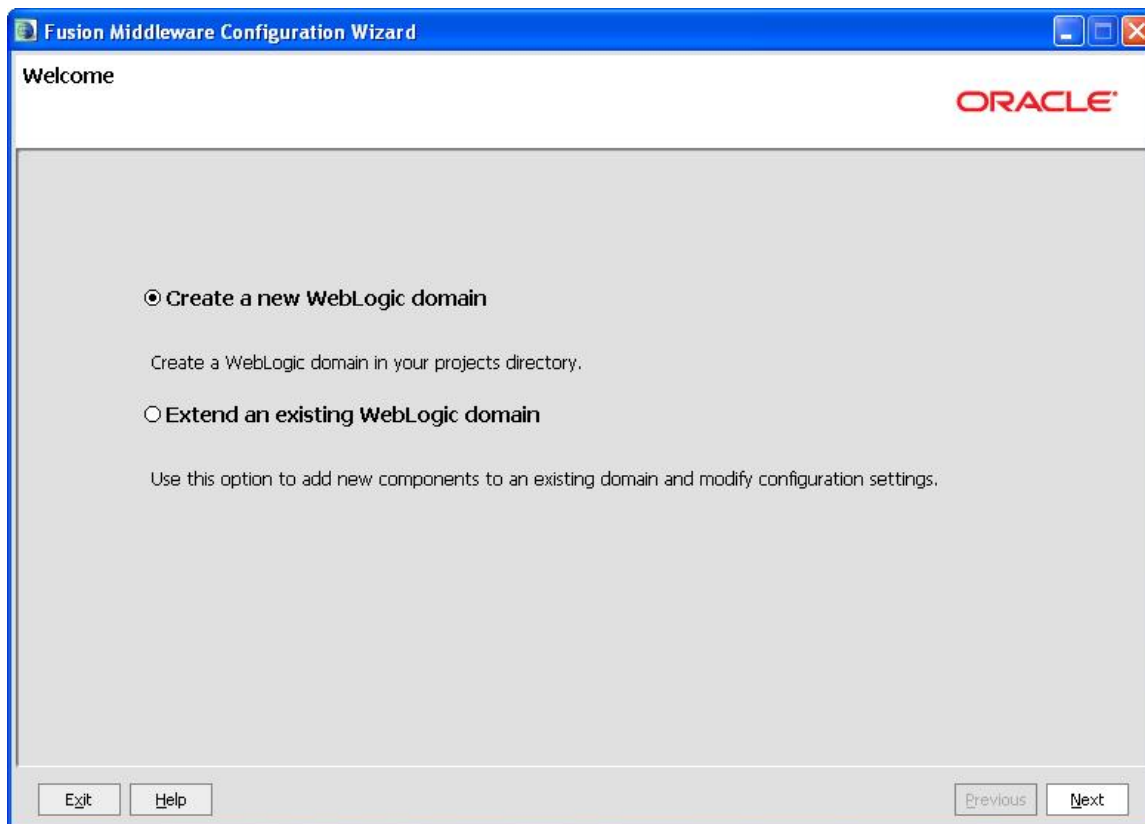 Fusion Middleware Configuration Wizard
Welcome
ORACLE
Create a new WebLogic domain
Create a WebLogic domain in your projects directory.
Extend an existing WebLogic domain
Use this option to add new components to an existing domain and modify configuration settings.
Exit Help Previous Next